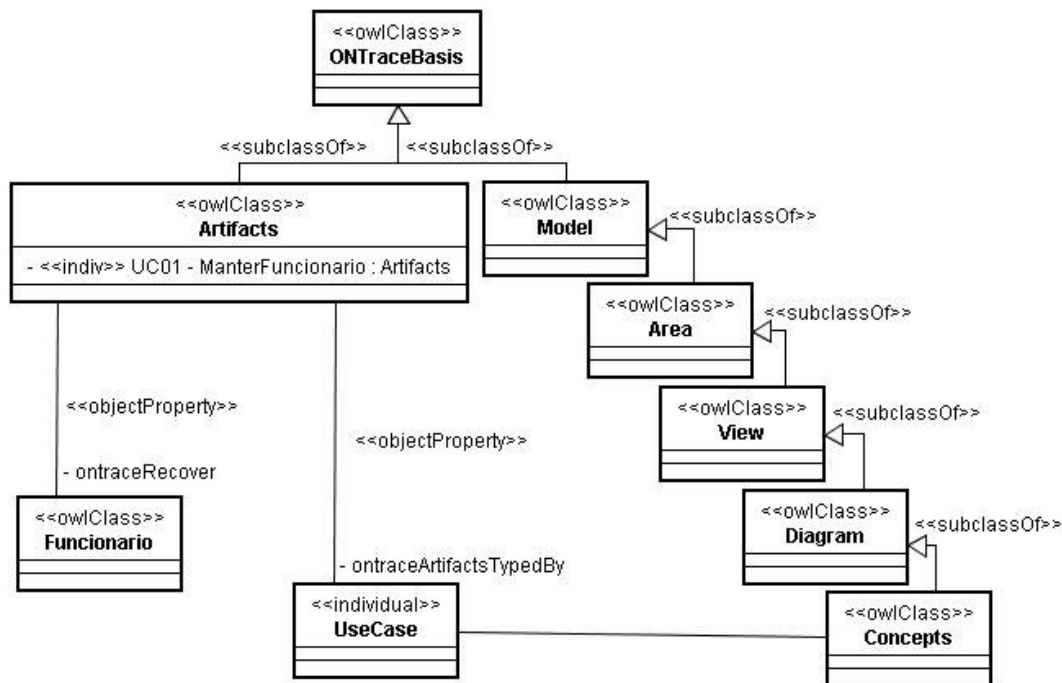 <<owlClass>>
ONTraceBasis
<<subclassOf>>
<<subclassOf>>
<<owlClass>>
Artifacts
- <<indiv>> UC01 - ManterFuncionario : Artifacts
<<owlClass>>
Model
<<subclassOf>>
<<owlClass>>
Area
<<subclassOf>>
<<objectProperty>>
- ontraceRecover
<<objectProperty>>
<<owlClass>>
View
<<subclassOf>>
<<owlClass>>
Funcionario
<<owlClass>>
Diagram
<<subclassOf>>
- ontraceArtifactsTypedBy
<<individual>>
UseCase
<<owlClass>>
Concepts